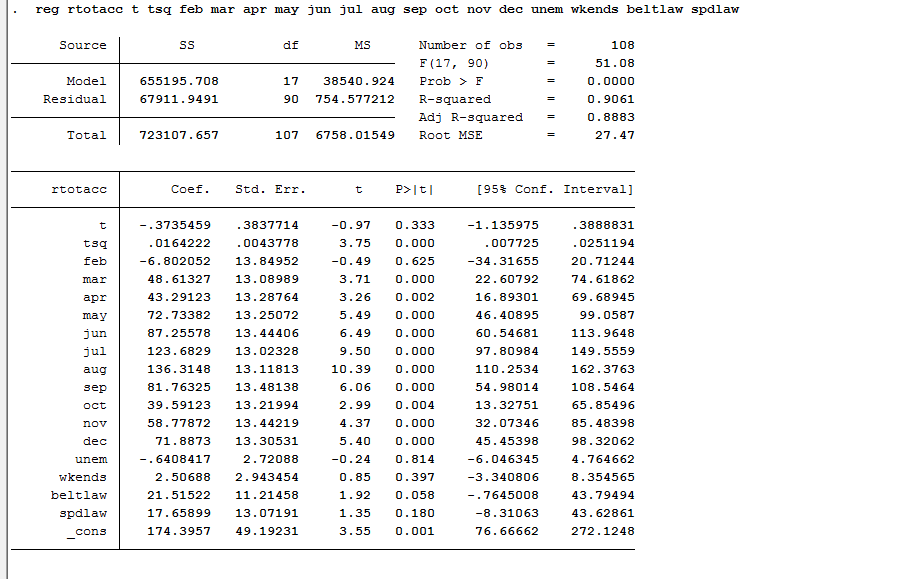 . reg rtotacc t tsq feb mar apr may jun jul aug sep oct nov dec unem wkends beltlaw spdlaw
Source SS df MS Number of obs = 108
F(17, 90) = 51.08
Model 655195.708 17 38540.924 Prob > F = 0.0000
Residual 67911.9491 90 754.577212 R-squared = 0.9061
Adj R-squared = 0.8883
Total 723107.657 107 6758.01549 Root MSE = 27.47
rtotacc Coef. Std. Err. t P>|t| [95% Conf. Interval]
t -.3735459 .3837714 -0.97 0.333 -1.135975 .3888831
tsq .0164222 .0043778 3.75 0.000 .007725 .0251194
feb -6.802052 13.84952 -0.49 0.625 -34.31655 20.71244
mar 48.61327 13.08989 3.71 0.000 22.60792 74.61862
apr 43.29123 13.28764 3.26 0.002 16.89301 69.68945
may 72.73382 13.25072 5.49 0.000 46.40895 99.0587
jun 87.25578 13.44406 6.49 0.000 60.54681 113.9648
jul 123.6829 13.02328 9.50 0.000 97.80984 149.5559
aug 136.3148 13.11813 10.39 0.000 110.2534 162.3763
sep 81.76325 13.48138 6.06 0.000 54.98014 108.5464
oct 39.59123 13.21994 2.99 0.004 13.32751 65.85496
nov 58.77872 13.44219 4.37 0.000 32.07346 85.48398
dec 71.8873 13.30531 5.40 0.000 45.45398 98.32062
unem -.6408417 2.72088 -0.24 0.814 -6.046345 4.764662
wkends 2.50688 2.943454 0.85 0.397 -3.340806 8.354565
beltlaw 21.51522 11.21458 1.92 0.058 -.7645008 43.79494
spdlaw 17.65899 13.07191 1.35 0.180 -8.31063 43.62861
_cons 174.3957 49.19231 3.55 0.001 76.66662 272.1248